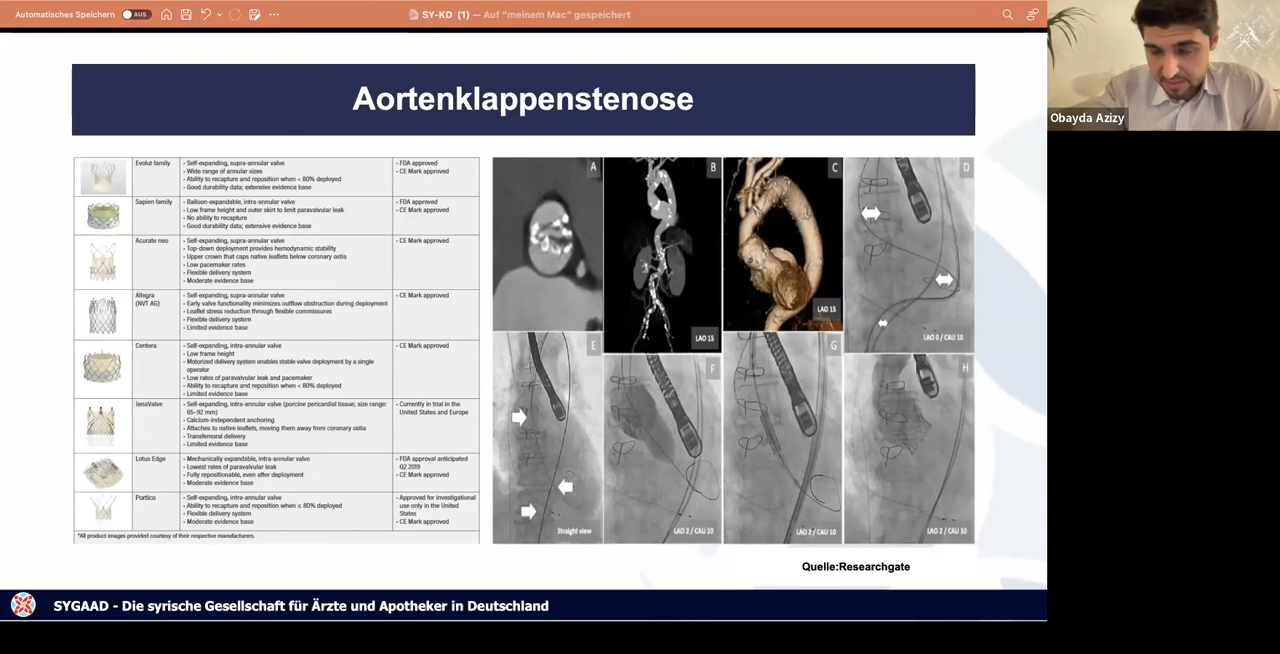 Automatisches Speichern AUS
SY-KD (1) — Auf "meinem Mac" gespeichert
Obayda Azizy
Aortenklappenstenose
Evolut family
• Self-expanding, supra-annular valve
• Wide range of annular sizes
• Ability to recapture and reposition when < 80% deployed
• Good durability data; extensive evidence base
• FDA approved
• CE Mark approved
Sapien family
• Balloon-expandable, intra-annular valve
• Low frame height and outer skirt to limit paravalvular leak
• No ability to recapture
• Good durability data; extensive evidence base
• FDA approved
• CE Mark approved
Acurate neo
• Self-expanding, supra-annular valve
• Top-down deployment provides hemodynamic stability
• Upper crown that caps native leaflets below coronary ostia
• Low pacemaker rates
• Flexible delivery system
• Moderate evidence base
• CE Mark approved
Allegra
(NVT AG)
• Self-expanding, supra-annular valve
• Early valve functionality minimizes outflow obstruction during deployment
• Leaflet stress reduction through flexible commissures
• Flexible delivery system
• Limited evidence base
• CE Mark approved
Centera
• Self-expanding, intra-annular valve
• Low frame height
• Motorized delivery system enables stable valve deployment by a single
operator
• Low rates of paravalvular leak and pacemaker
• Ability to recapture and reposition when < 80% deployed
• Limited evidence base
• CE Mark approved
JenaValve
• Self-expanding, intra-annular valve (porcine pericardial tissue; size range:
65–92 mm)
• Calcium-independent anchoring
• Attaches to native leaflets, moving them away from coronary ostia
• Transfemoral delivery
• Limited evidence base
• Currently in trial in the
United States and Europe
Lotus Edge
• Mechanically expandable, intra-annular valve
• Lowest rates of paravalvular leak
• Fully repositionable, even after deployment
• Moderate evidence base
• FDA approval anticipated
Q2 2019
• CE Mark approved
Portico
• Self-expanding, intra-annular valve
• Ability to recapture and reposition when ≤ 80% deployed
• Flexible delivery system
• Moderate evidence base
• Approved for investigational
use only in the United
States
• CE Mark approved
*All product images provided courtesy of their respective manufacturers.
A
B
LAO 15
C
LAO 15
D
LAO 0 / CAU 10
E
Straight view
F
LAO 2 / CAU 10
G
LAO 2 / CAU 10
H
LAO 2 / CAU 10
Quelle:Researchgate
SYGAAD - Die syrische Gesellschaft für Ärzte und Apotheker in Deutschland